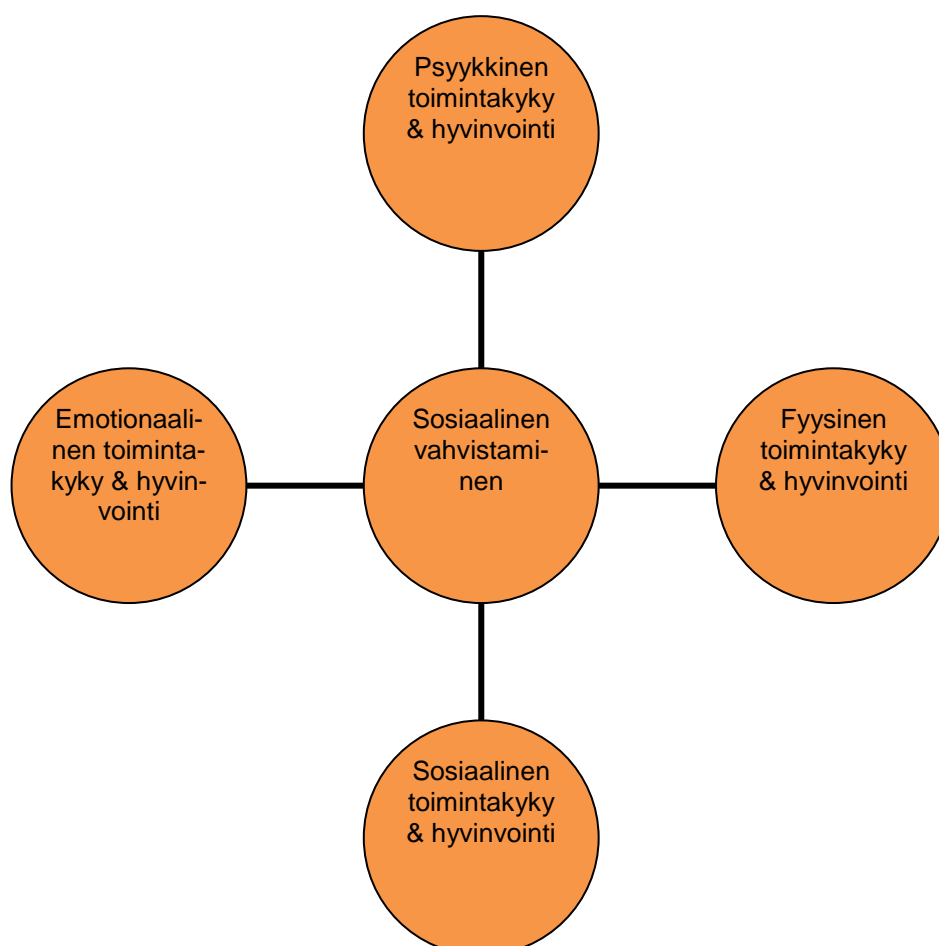 Psyykkinen
toimintakyky
& hyvinvointi
Emotionaali-
nen toiminta-
kyky & hyvin-
vointi
Sosiaalinen
vahvistami-
nen
Fyysinen
toimintakyky
& hyvinvointi
Sosiaalinen
toimintakyky
& hyvinvointi